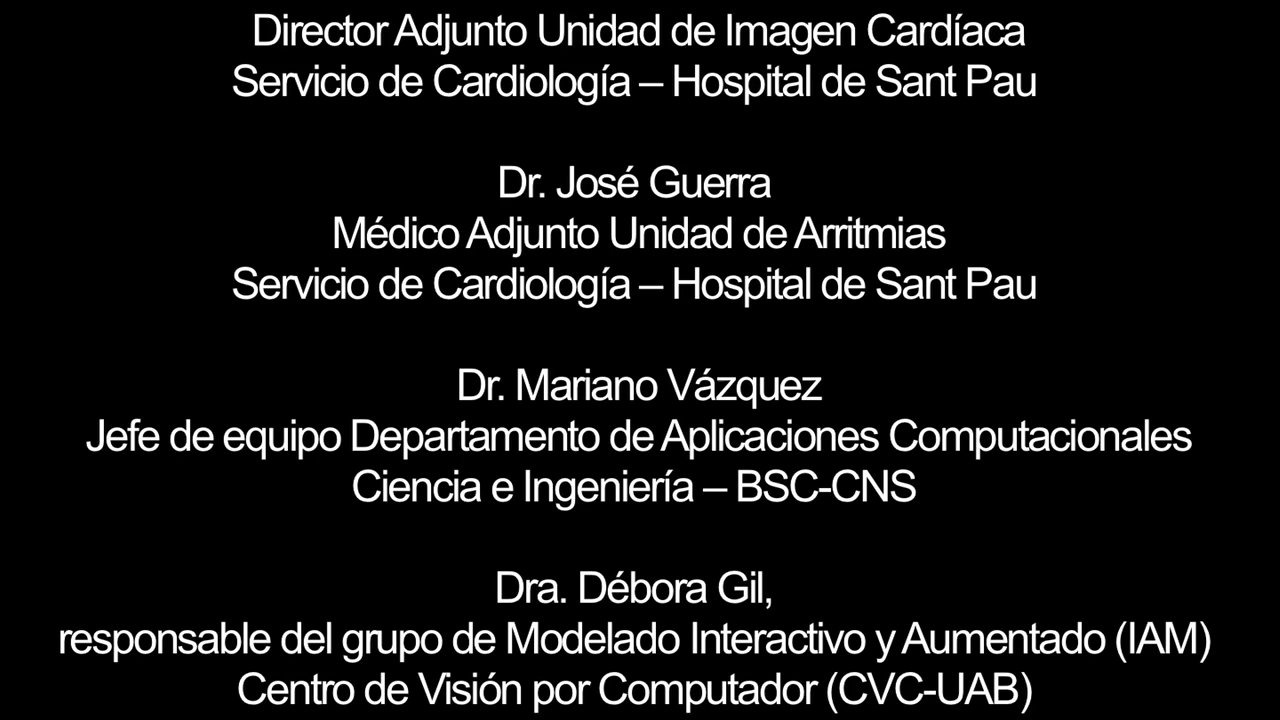 Director Adjunto Unidad de Imagen Cardíaca
Servicio de Cardiología – Hospital de Sant Pau
Dr. José Guerra
Médico Adjunto Unidad de Arritmias
Servicio de Cardiología – Hospital de Sant Pau
Dr. Mariano Vázquez
Jefe de equipo Departamento de Aplicaciones Computacionales
Ciencia e Ingeniería – BSC-CNS
Dra. Débora Gil,
responsable del grupo de Modelado Interactivo y Aumentado (IAM)
Centro de Visión por Computador (CVC-UAB)